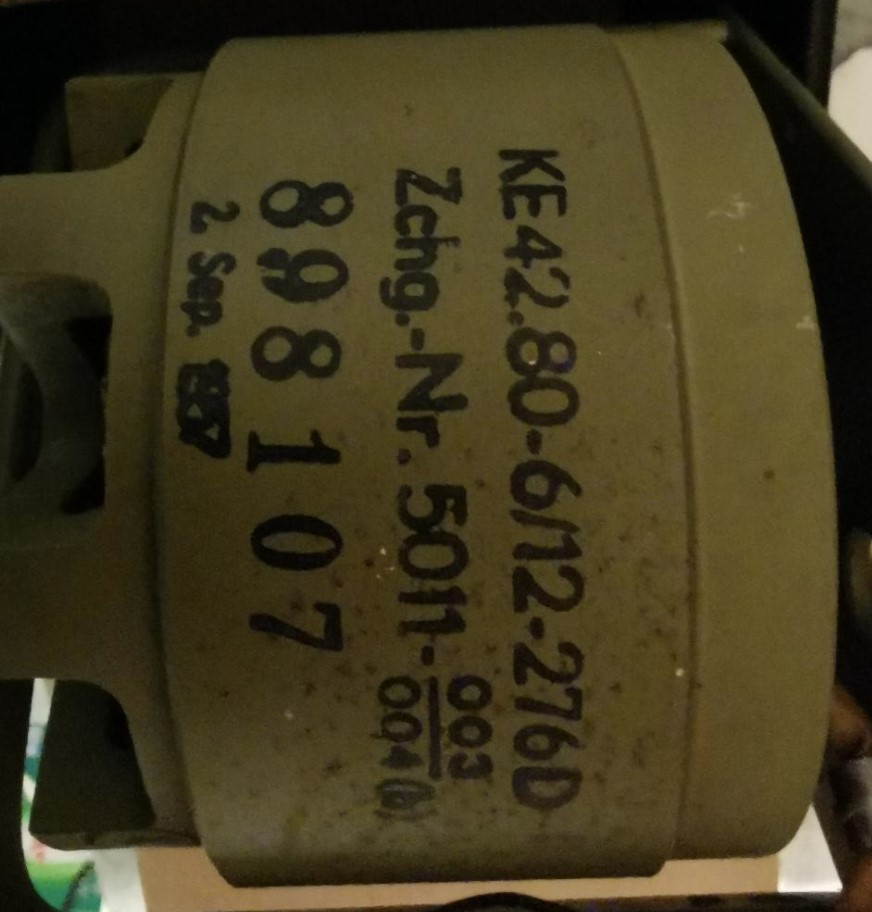 KE42.80-6/12-276D
Zchg.-Nr. 5011-
003
004(b)
898107
2. Sep.